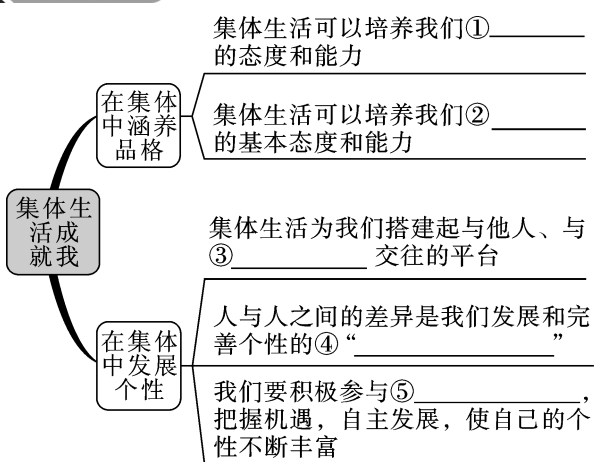 集体生活可以培养我们①________
的态度和能力
集体生活可以培养我们②________
的基本态度和能力
在集体
中涵养
品格
集体生
活成
就我
集体生活为我们搭建起与他人、与
③___________ 交往的平台
人与人之间的差异是我们发展和完
善个性的④“________________”
在集体
中发展
个性
我们要积极参与⑤______________，
把握机遇，自主发展，使自己的个
性不断丰富